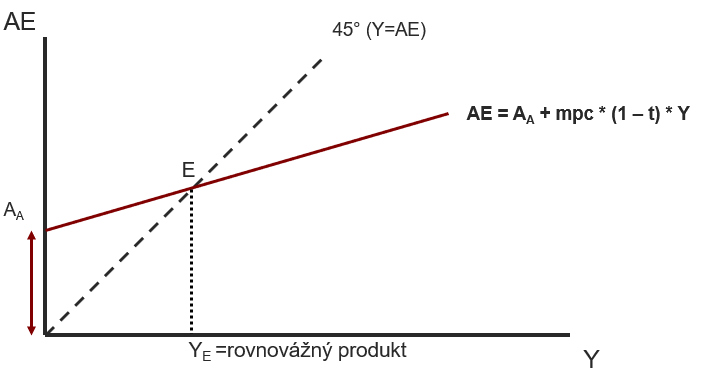 AE
45° (Y=AE)
AE = AA + mpc * (1 – t) * Y
E
AA
YE =rovnovážný produkt
Y